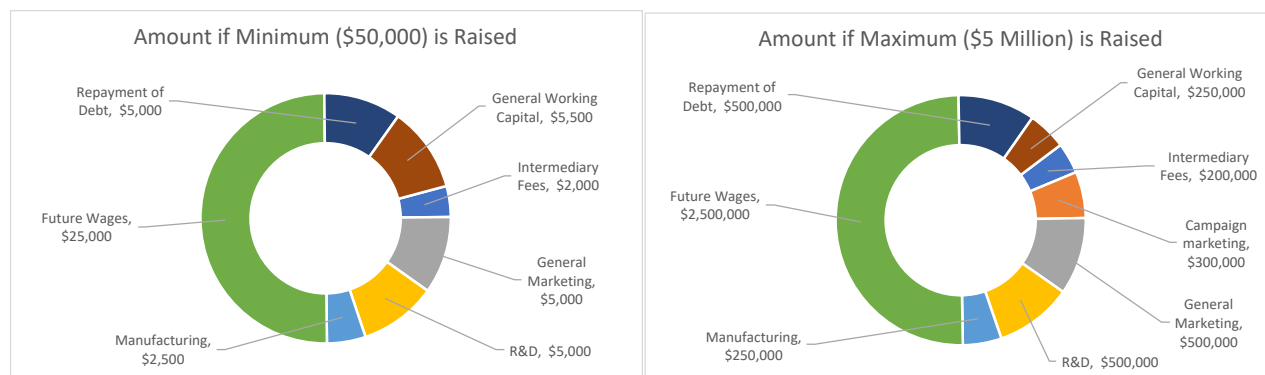 Amount if Minimum ($50,000) is Raised
Repayment of
Debt, $5,000
General Working
Capital, $5,500
Intermediary
Fees, $2,000
Future Wages,
$25,000
General
Marketing,
$5,000
Manufacturing,
$2,500
R&D, $5,000
Amount if Maximum ($5 Million) is Raised
Repayment of
Debt, $500,000
General Working
Capital, $250,000
Intermediary
Fees, $200,000
Future Wages,
$2,500,000
Campaign
marketing,
$300,000
General
Marketing,
$500,000
Manufacturing,
$250,000
R&D, $500,000